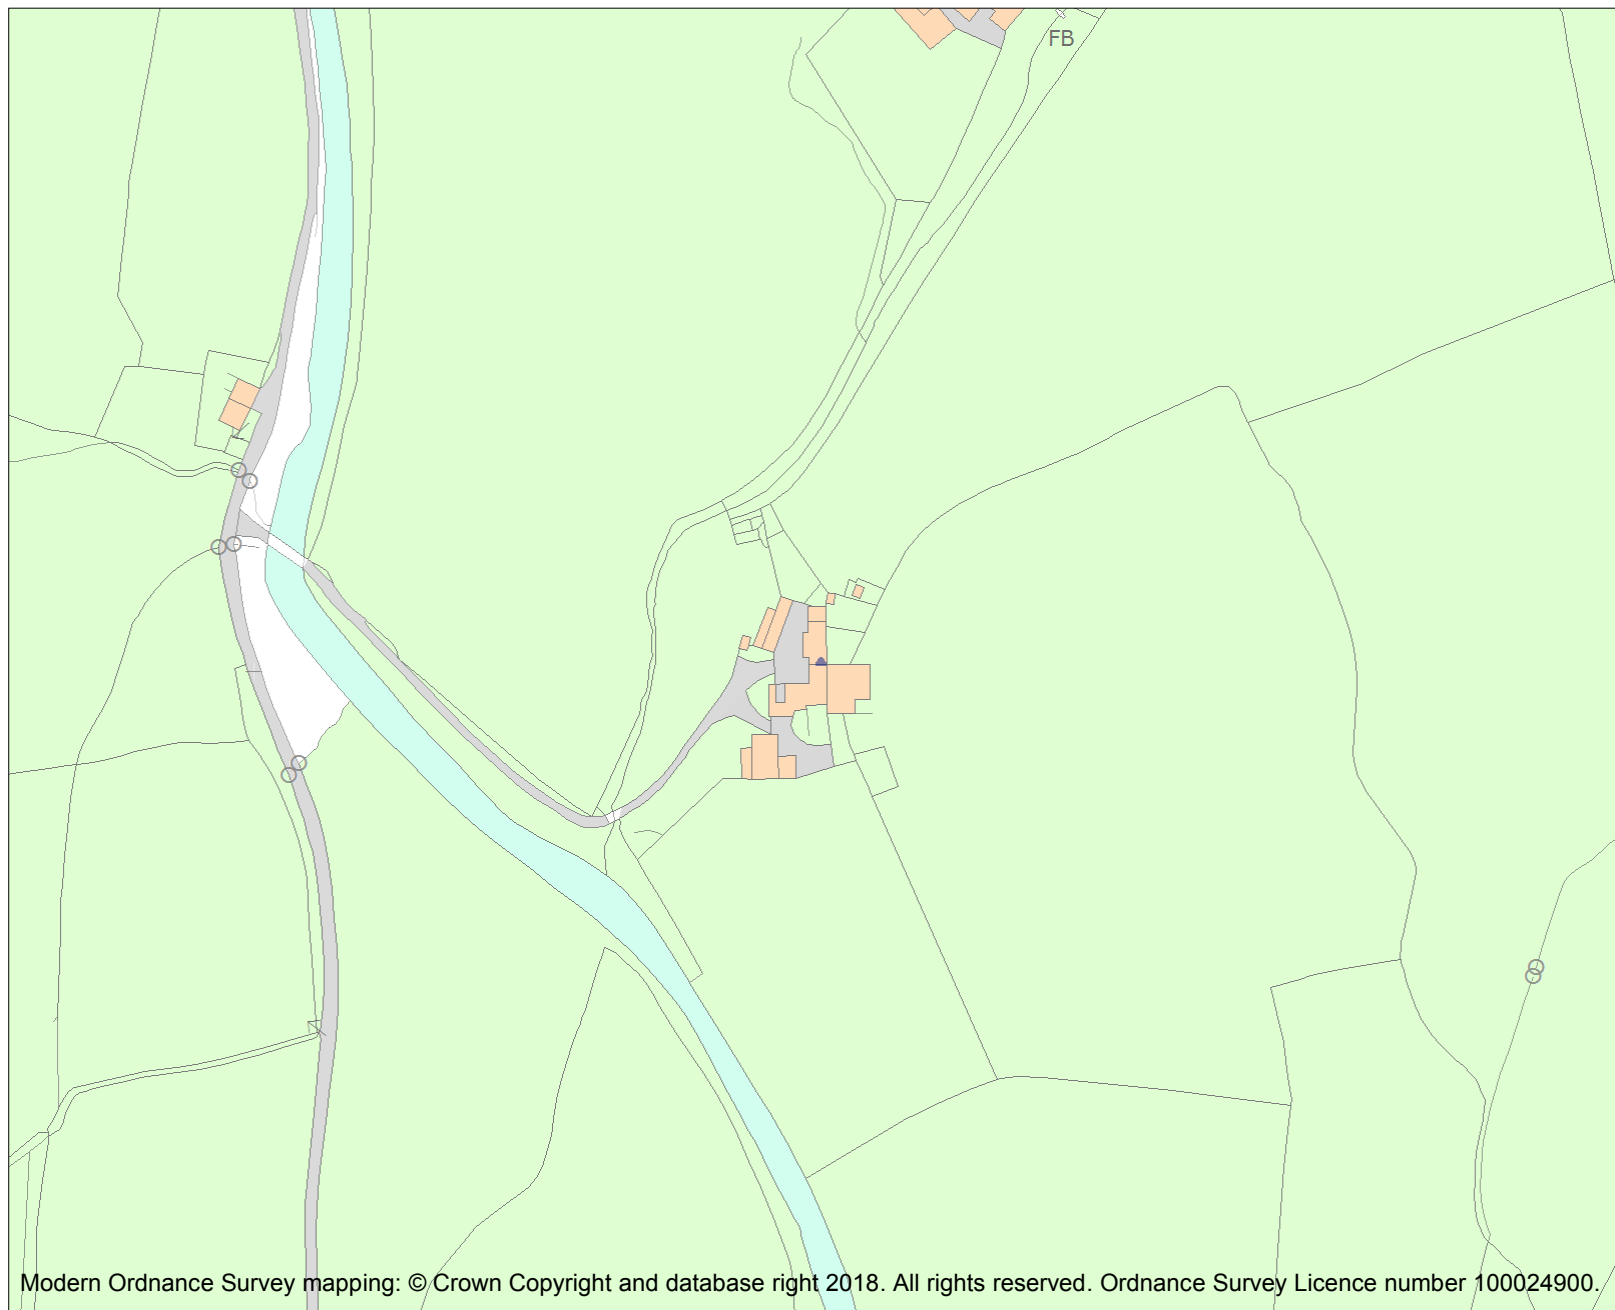 FB
Modern Ordnance Survey mapping: © Crown Copyright and database right 2018. All rights reserved. Ordnance Survey Licence number 100024900.